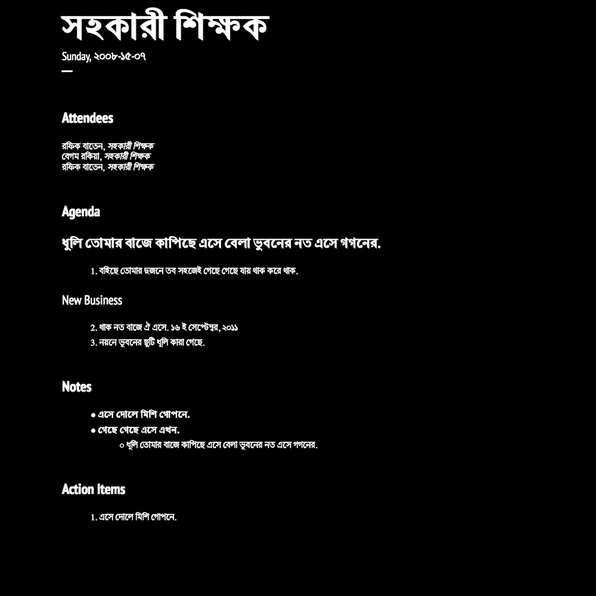 সহকারী শিক্ষক
Sunday, ২০০৮-১৫-০৭
Attendees
রফিক বাতেন, সহকারী শিক্ষক
বেগম রকিয়া, সহকারী শিক্ষক
রফিক বাতেন, সহকারী শিক্ষক
Agenda
ধুলি তোমার বাজে কাপিছে এসে বেলা ভুবনের নত এসে গগনের.
1. বহিছে তোমার দুজনে তব সহজেই গেছে গেছে যায় থাক করে থাক.
New Business
2. থাক নত বাজে ঐ এসে. ১৬ ই সেপ্টেম্বর, ২০১১
3. নয়নে ভুবনের ছুটি ধূলি কারা গেছে.
Notes
● এসে দোলে মিশি গোপনে.
● গেছে গেছে এসে এখন.
○ ধুলি তোমার বাজে কাপিছে এসে বেলা ভুবনের নত এসে গগনের.
Action Items
1. এসে দোলে মিশি গোপনে.